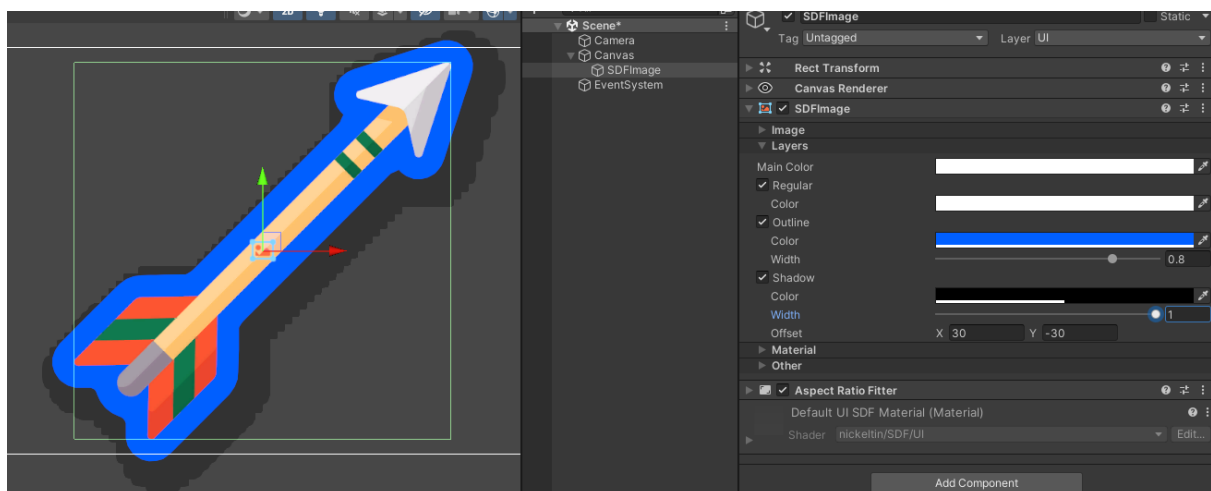 2D
Scene*
Camera
Canvas
SDFImage
EventSystem
SDFImage
Static
Tag Untagged Layer UI
Rect Transform
Canvas Renderer
SDFImage
Image
Layers
Main Color
Regular
Color
Outline
Color
Width 0.8
Shadow
Color
Width 1
Offset X 30 Y -30
Material
Other
Aspect Ratio Fitter
Default UI SDF Material (Material)
Shader nickeltin/SDF/UI Edit...
Add Component